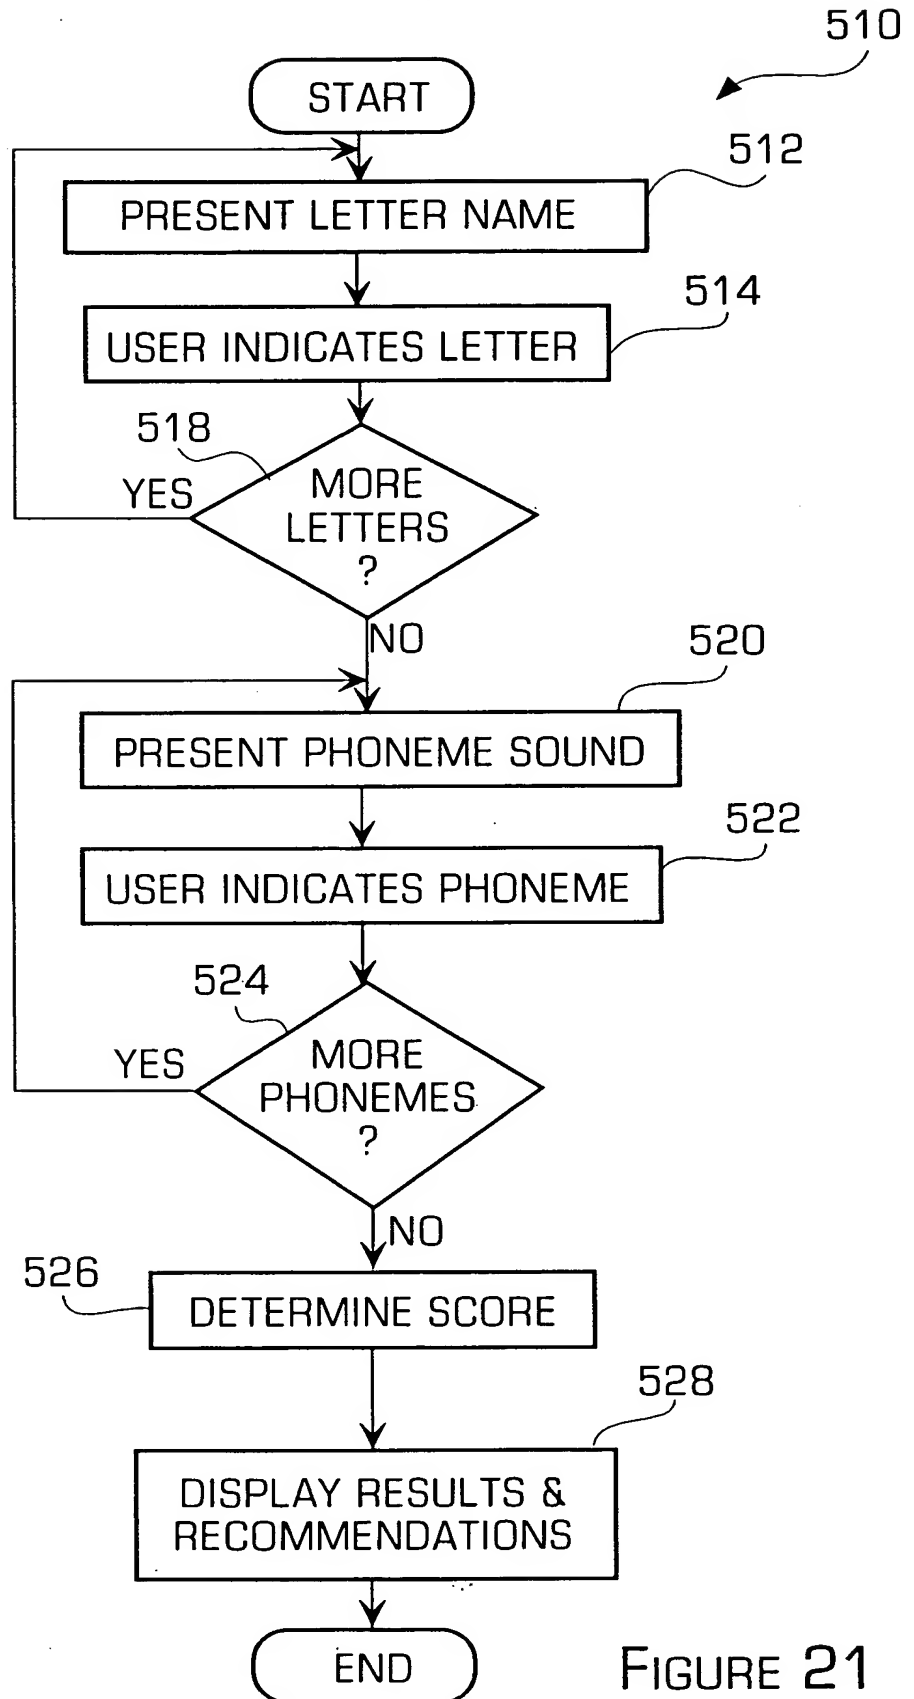 510
START
512
PRESENT LETTER NAME
514
USER INDICATES LETTER
518
YES
MORE
LETTERS
?
NO
520
PRESENT PHONEME SOUND
522
USER INDICATES PHONEME
524
YES
MORE
PHONEMES
?
NO
526
DETERMINE SCORE
528
DISPLAY RESULTS &
RECOMMENDATIONS
END
FIGURE 21